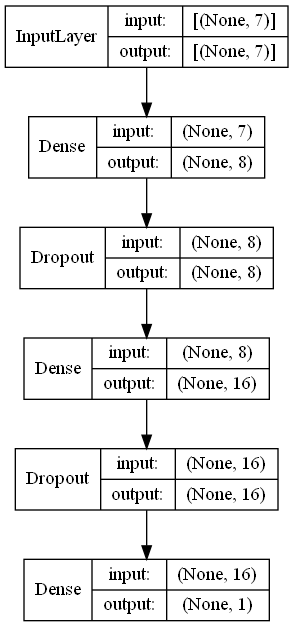 InputLayer input: [(None, 7)]
output: [(None, 7)]
Dense input: (None, 7)
output: (None, 8)
Dropout input: (None, 8)
output: (None, 8)
Dense input: (None, 8)
output: (None, 16)
Dropout input: (None, 16)
output: (None, 16)
Dense input: (None, 16)
output: (None, 1)